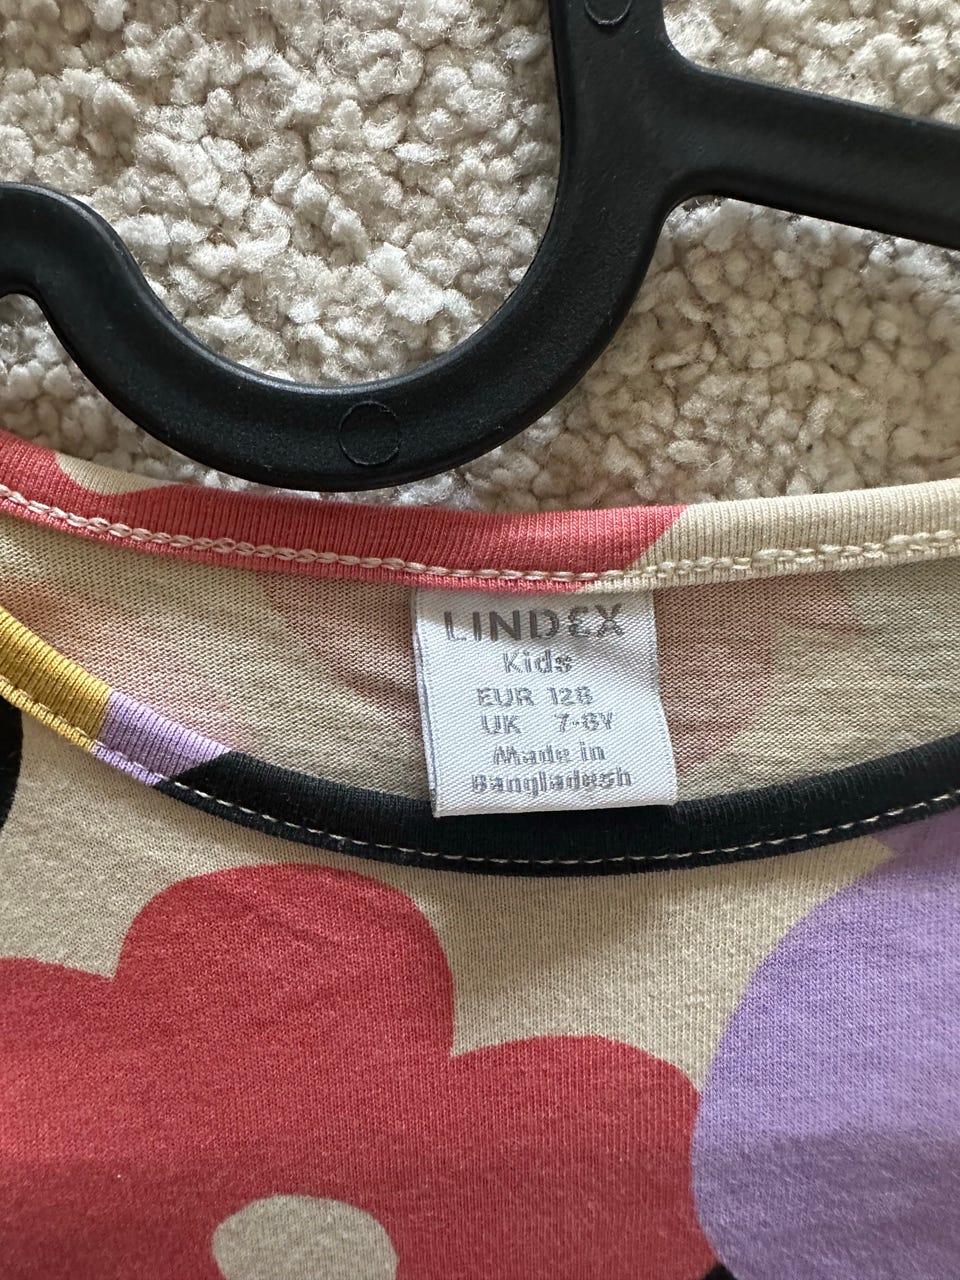 LINDEX
Kids
EUR 128
UK 7-8Y
Made in
Bangladesh